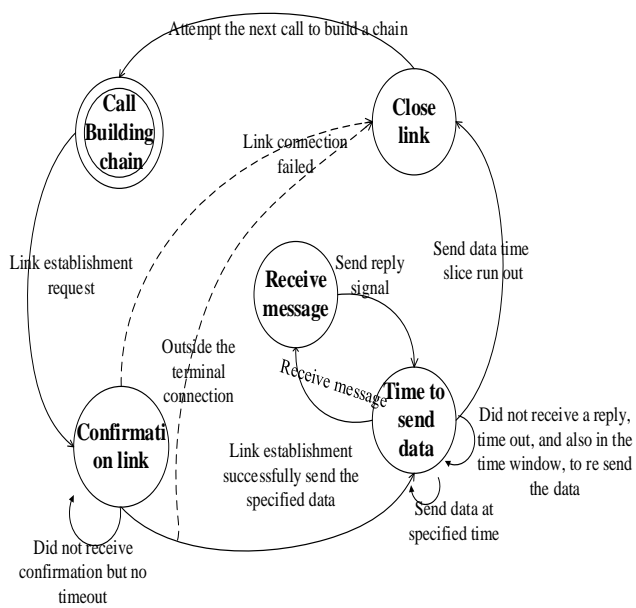 Attempt the next call to build a chain
Call
Building
chain
Close
link
Link connection
failed
Link establishment
request
Send data time
slice run out
Send reply
signal
Receive
message
Outside the
terminal
connection
Receive message
Time to
send
data
Confirmati
on link
Link establishment
successfully send the
specified data
Did not receive a reply,
time out, and also in the
time window, to re send
the data
Send data at
specified time
Did not receive
confirmation but no
timeout